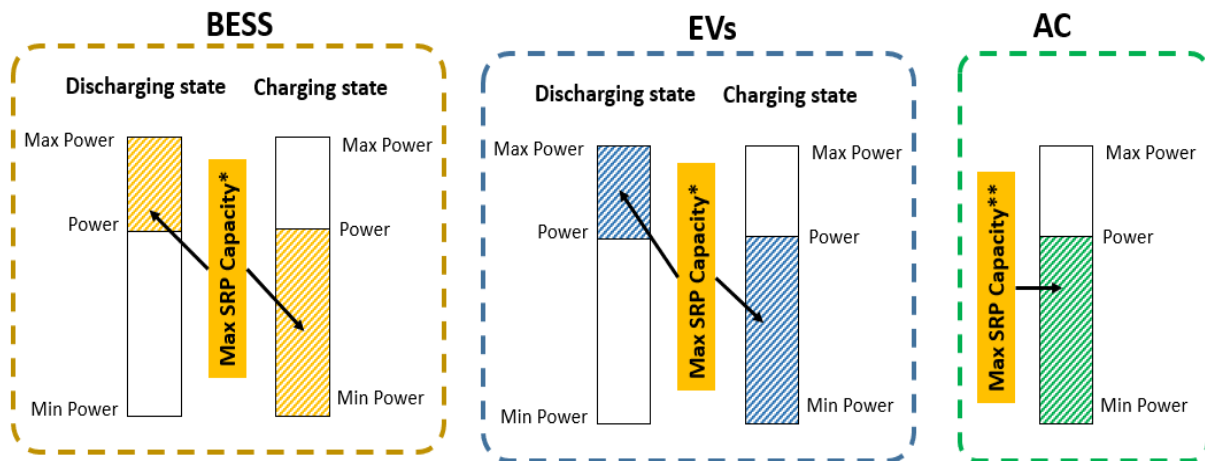 BESS
Discharging state
Charging state
Max Power
Power
Min Power
Max SRP Capacity*
Max Power
Power
Min Power
EVs
Discharging state
Charging state
Max Power
Power
Min Power
Max SRP Capacity*
Max Power
Power
Min Power
AC
Max SRP Capacity**
Max Power
Power
Min Power